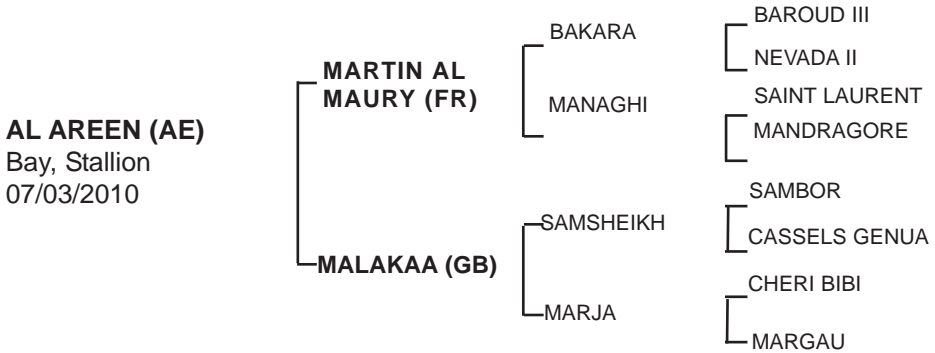 AL AREEN (AE)
Bay, Stallion
07/03/2010
MARTIN AL
MAURY (FR)
MALAKAA (GB)
BAKARA
MANAGHI
SAMSHEIKH
MARJA
BAROUD III
NEVADA II
SAINT LAURENT
MANDRAGORE
SAMBOR
CASSELS GENUA
CHERI BIBI
MARGAU